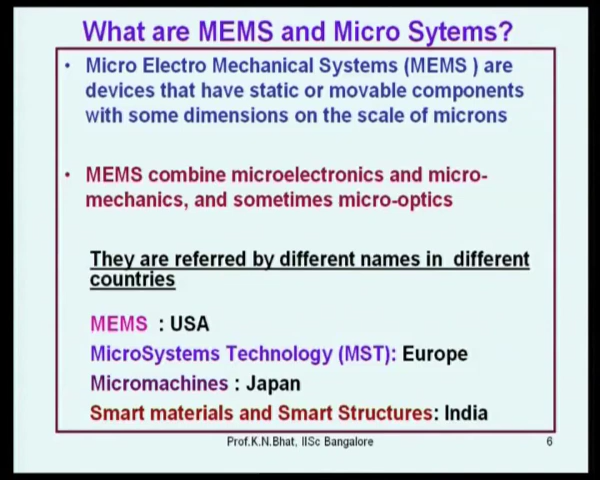 What are MEMS and Micro Sytems?
• Micro Electro Mechanical Systems (MEMS ) are
devices that have static or movable components
with some dimensions on the scale of microns
• MEMS combine microelectronics and micro-
mechanics, and sometimes micro-optics
They are referred by different names in different
countries
MEMS : USA
MicroSystems Technology (MST): Europe
Micromachines : Japan
Smart materials and Smart Structures: India
Prof.K.N.Bhat, IISc Bangalore 6